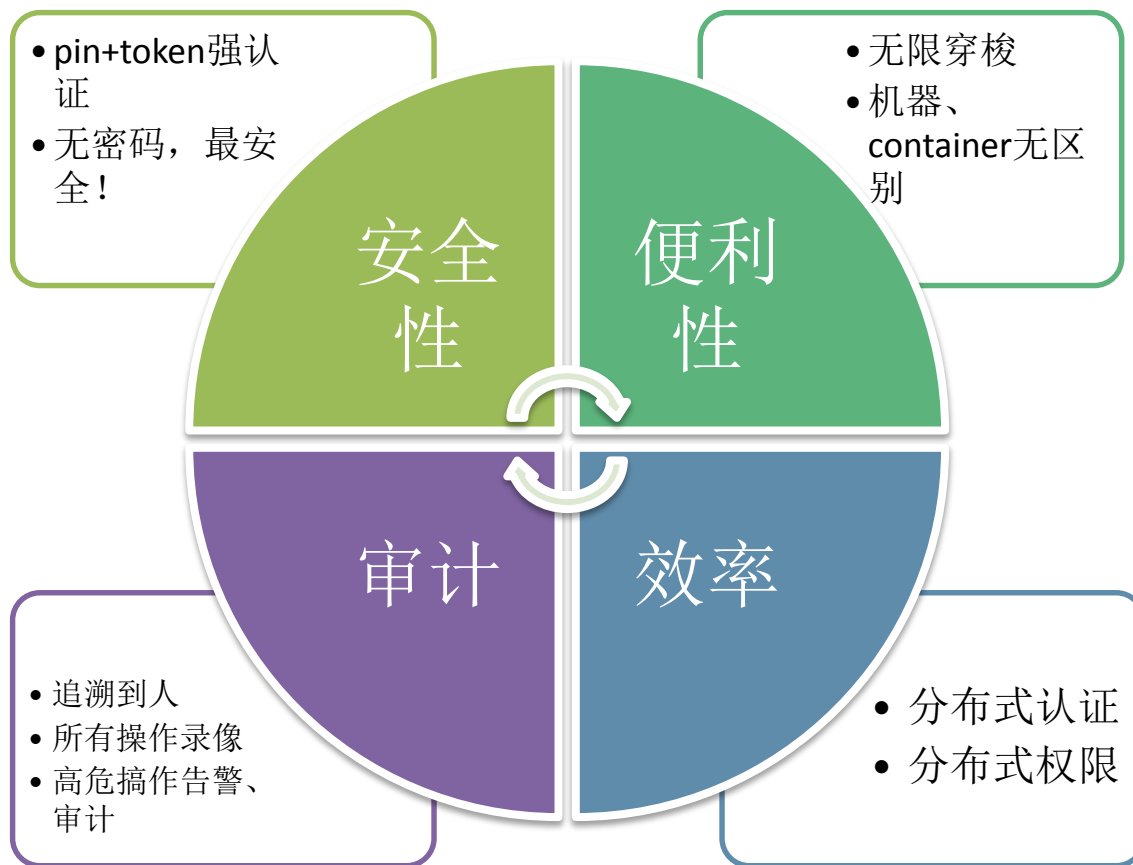 • pin+token强认
证
• 无密码，最安
全！
• 无限穿梭
• 机器、
container无区
别
安全
性
便利
性
审计
效率
• 追溯到人
• 所有操作录像
• 高危搞作告警、
审计
• 分布式认证
• 分布式权限